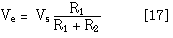 Vₑ = Vₛ R₁ / (R₁ + R₂) [17]